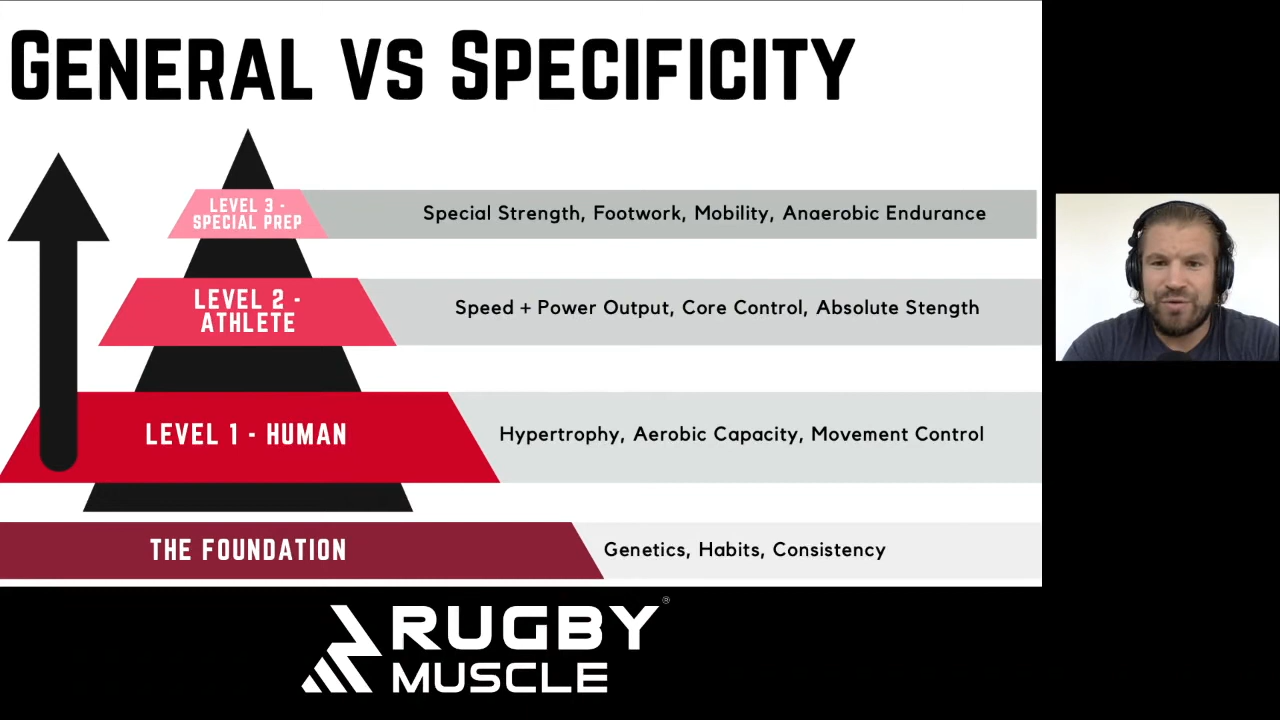 GENERAL VS SPECIFICITY
LEVEL 3 -
SPECIAL PREP
Special Strength, Footwork, Mobility, Anaerobic Endurance
LEVEL 2 -
ATHLETE
Speed + Power Output, Core Control, Absolute Stength
LEVEL 1 - HUMAN
Hypertrophy, Aerobic Capacity, Movement Control
THE FOUNDATION
Genetics, Habits, Consistency
RUGBY®
MUSCLE